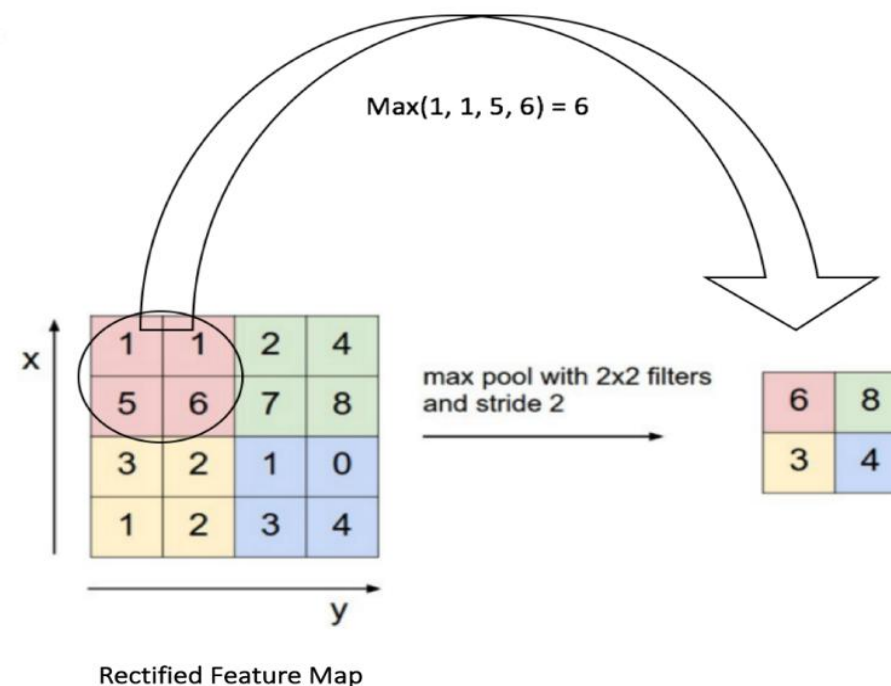 Max(1, 1, 5, 6) = 6
x
1 1 2 4
5 6 7 8
3 2 1 0
1 2 3 4
y
max pool with 2x2 filters
and stride 2
6 8
3 4
Rectified Feature Map